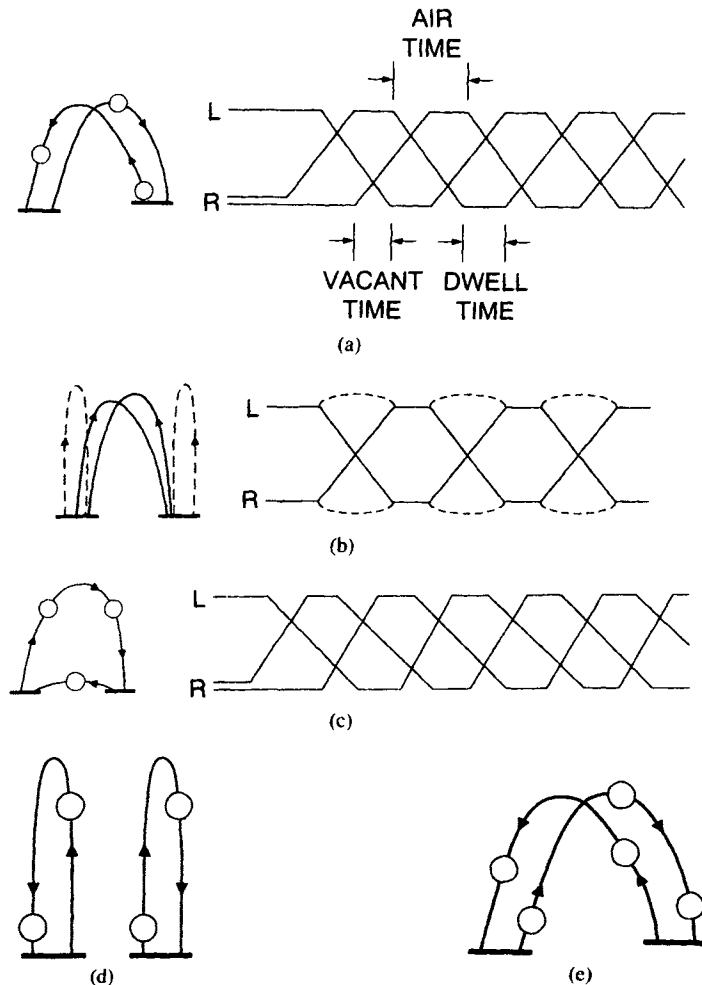 AIR
TIME
L
R
VACANT DWELL
TIME TIME
(a)
L
R
(b)
L
R
(c)
(d) (e)